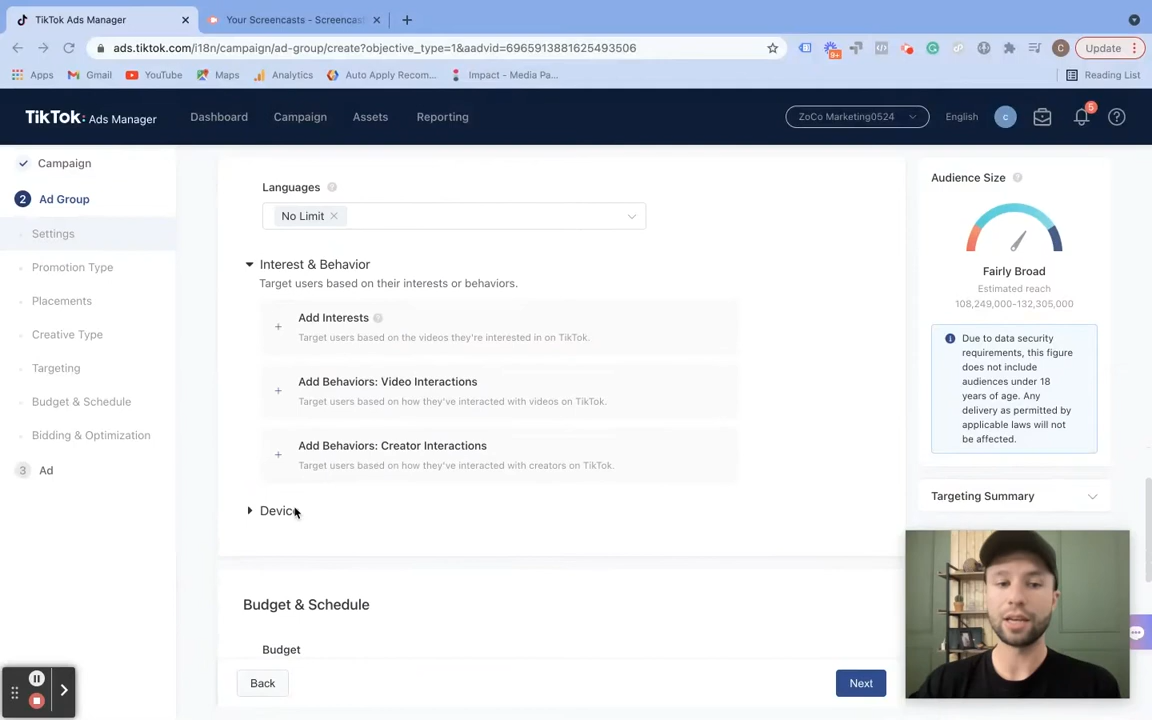 TikTok Ads Manager
Your Screencasts - Screencas
ads.tiktok.com/i18n/campaign/ad-group/create?objective_type=1&aadvid=6965913881625493506
9+
C
Update
Apps
Gmail
YouTube
Maps
Analytics
Auto Apply Recom...
Impact - Media Pa...
Reading List
TikTok: Ads Manager
Dashboard
Campaign
Assets
Reporting
ZoCo Marketing0524
English
c
5
Campaign
2 Ad Group
Settings
Promotion Type
Placements
Creative Type
Targeting
Budget & Schedule
Bidding & Optimization
3 Ad
Languages
No Limit
Interest & Behavior
Target users based on their interests or behaviors.
Add Interests
Target users based on the videos they're interested in on TikTok.
Add Behaviors: Video Interactions
Target users based on how they've interacted with videos on TikTok.
Add Behaviors: Creator Interactions
Target users based on how they've interacted with creators on TikTok.
Device
Budget & Schedule
Budget
Back
Next
Audience Size
Fairly Broad
Estimated reach
108,249,000-132,305,000
Due to data security
requirements, this figure
does not include
audiences under 18
years of age. Any
delivery as permitted by
applicable laws will not
be affected.
Targeting Summary